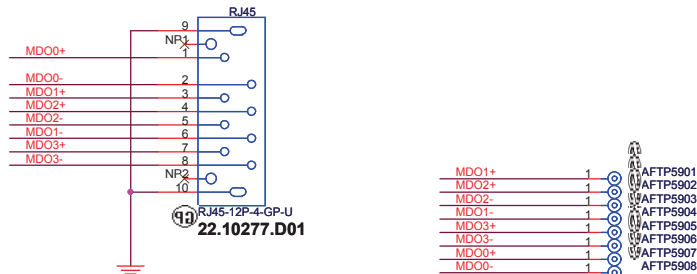 RJ45
9
NP1
MDO0+ 1
MDO0- 2
MDO1+ 3
MDO2+ 4
MDO2- 5
MDO1- 6
MDO3+ 7
MDO3- 8
NP2
10
GP RJ45-12P-4-GP-U
22.10277.D01
MDO1+ 1 AFTP5901
MDO2+ 1 AFTP5902
MDO2- 1 AFTP5903
MDO1- 1 AFTP5904
MDO3+ 1 AFTP5905
MDO3- 1 AFTP5906
MDO0+ 1 AFTP5907
MDO0- 1 AFTP5908